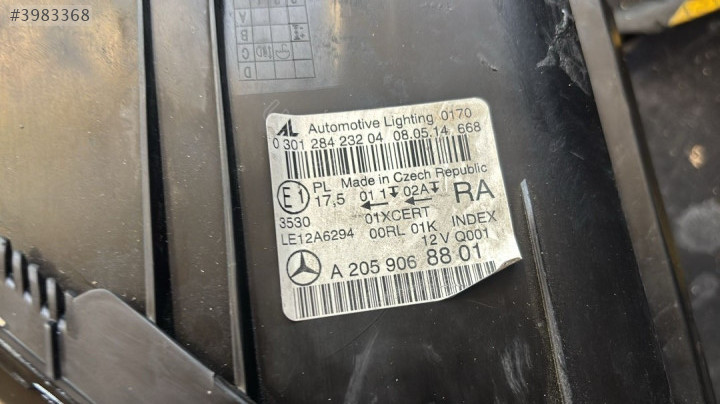 #3983368
A
B
C
D
AL Automotive Lighting 0170
0 301 284 232 04 08.05.14 668
E1 PL Made in Czech Republic
17,5 01 1 02A RA
3530 01XCERT
LE12A6294 00RL 01K INDEX
12V Q001
A 205 906 88 01